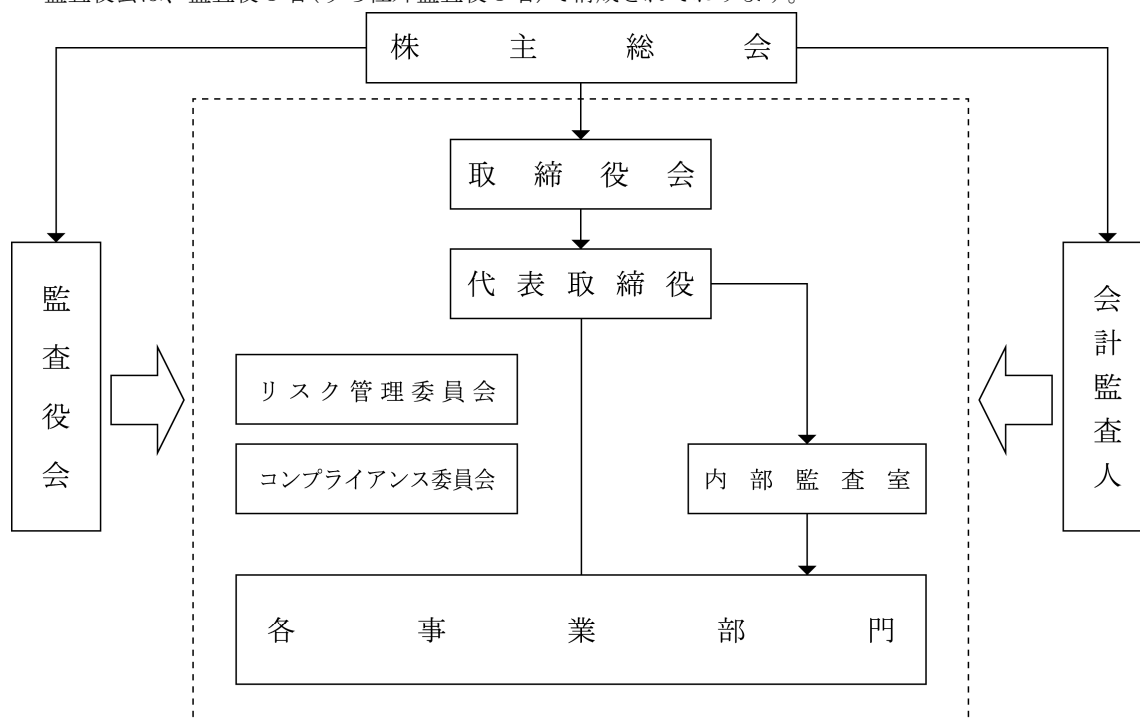 株主総会
取締役会
代表取締役
監査役会
会計監査人
リスク管理委員会
コンプライアンス委員会
内部監査室
各事業部門